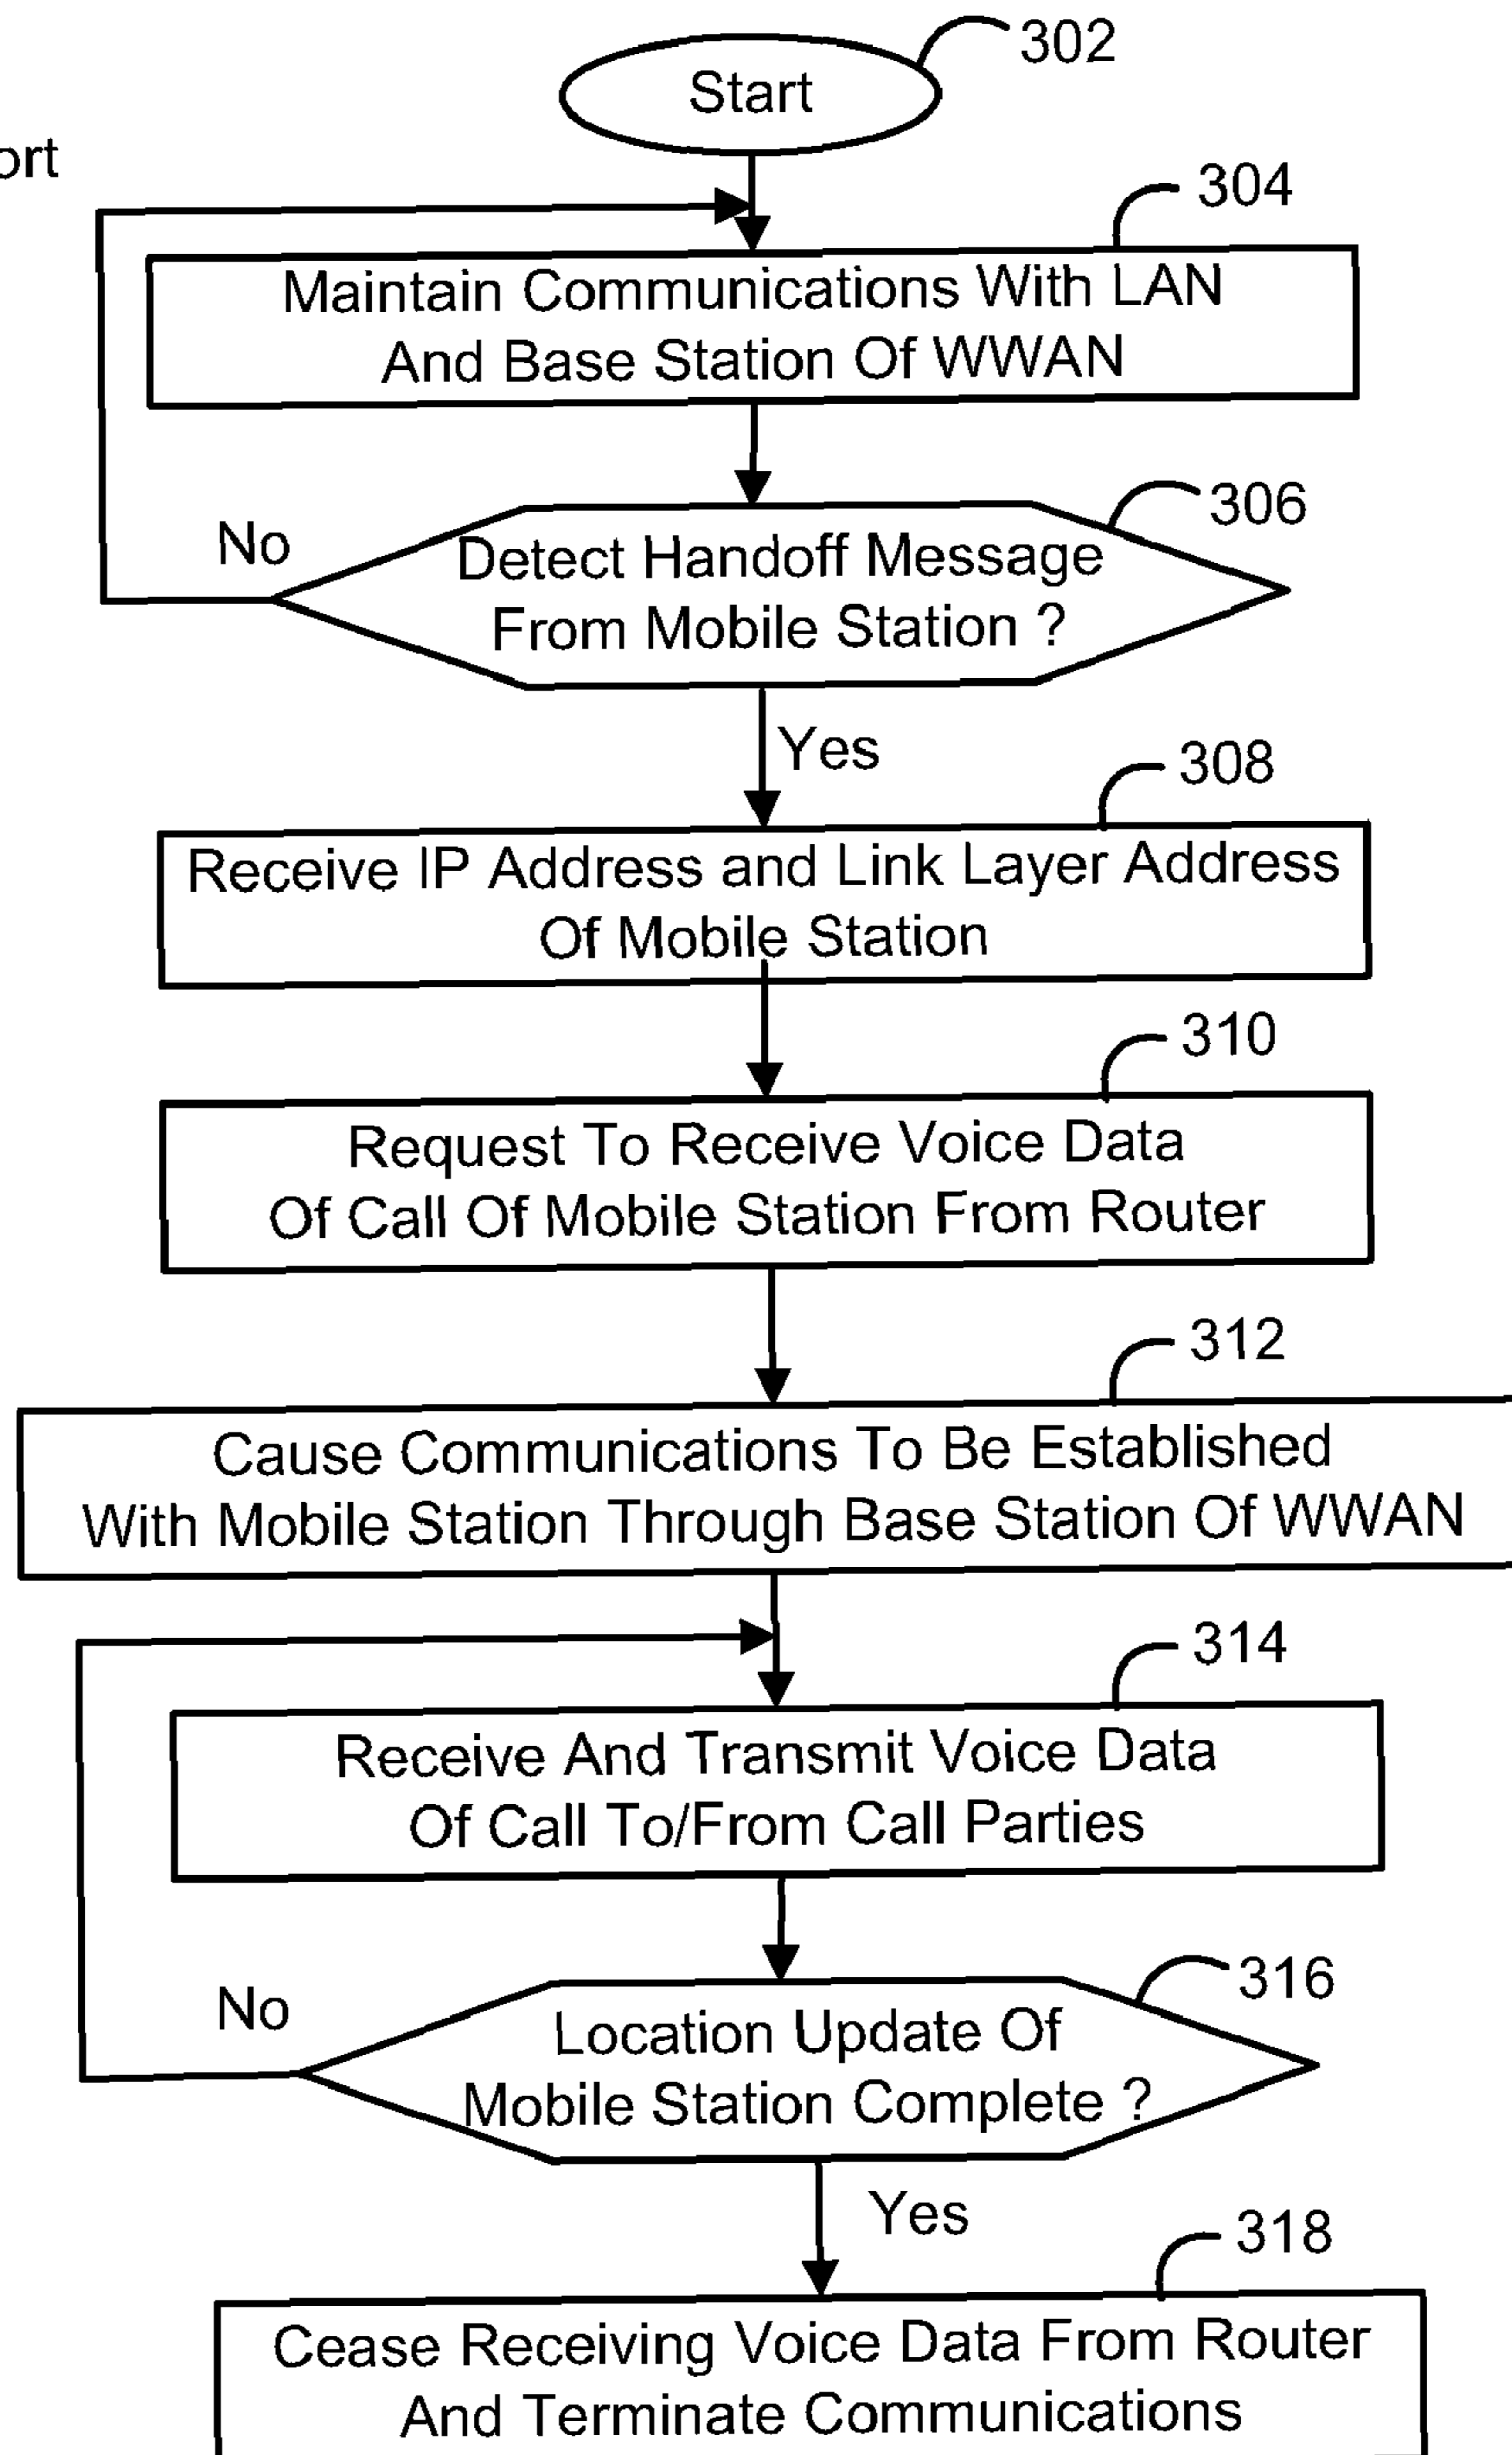 302
Start
ort
304
Maintain Communications With LAN
And Base Station Of WWAN
306
No
Detect Handoff Message
From Mobile Station ?
Yes
308
Receive IP Address and Link Layer Address
Of Mobile Station
310
Request To Receive Voice Data
Of Call Of Mobile Station From Router
312
Cause Communications To Be Established
With Mobile Station Through Base Station Of WWAN
314
Receive And Transmit Voice Data
Of Call To/From Call Parties
316
No
Location Update Of
Mobile Station Complete ?
Yes
318
Cease Receiving Voice Data From Router
And Terminate Communications